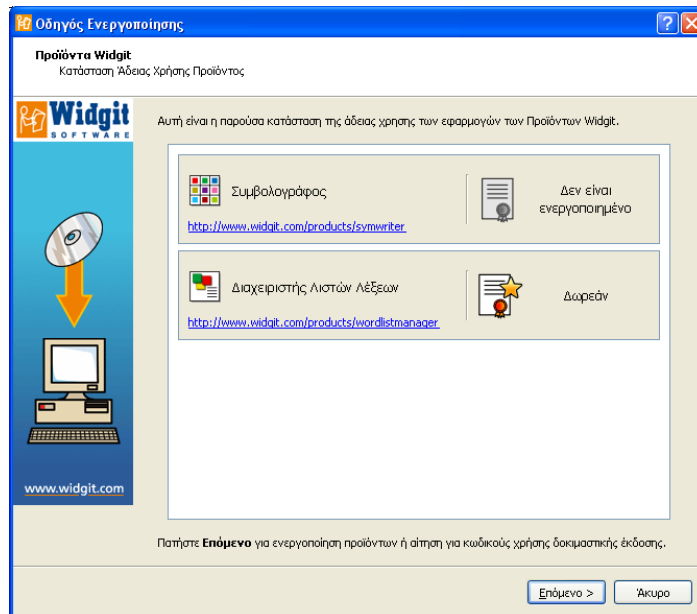 Οδηγός Ενεργοποίησης
Προϊόντα Widgit
Κατάσταση Άδειας Χρήσης Προϊόντος
Widgit
SOFTWARE
Αυτή είναι η παρούσα κατάσταση της άδειας χρησης των εφαρμογών των Προϊόντων Widgit.
Συμβολογράφος
http://www.widgit.com/products/symwriter
Δεν είναι
ενεργοποιημένο
Διαχειριστής Λιστών Λέξεων
http://www.widgit.com/products/wordlistmanager
Δωρεάν
www.widgit.com
Πατήστε Επόμενο για ενεργοποίηση προϊόντων ή αίτηση για κωδικούς χρήσης δοκιμαστικής έκδοσης.
Επόμενο >
Άκυρο